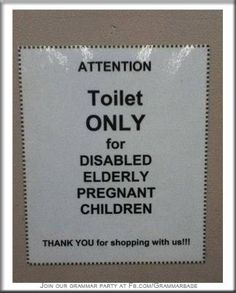 ATTENTION
Toilet
ONLY
for
DISABLED
ELDERLY
PREGNANT
CHILDREN
THANK YOU for shopping with us!!!
Join our grammar party at Fb.com/Grammarbabe